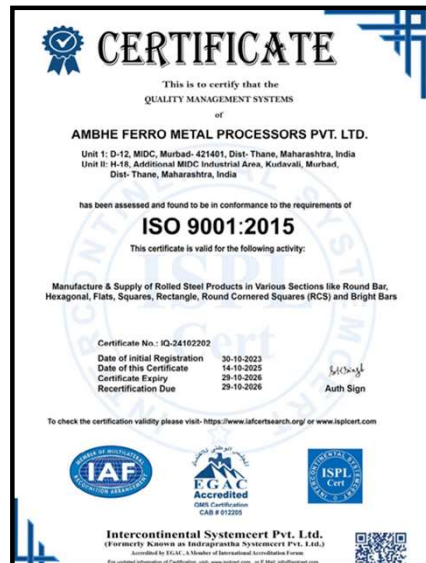 CERTIFICATE
This is to certify that the
QUALITY MANAGEMENT SYSTEMS
of
AMBHE FERRO METAL PROCESSORS PVT. LTD.
Unit 1: D-12, MIDC, Murbad- 421401, Dist- Thane, Maharashtra, India
Unit II: H-18, Additional MIDC Industrial Area, Kudavali, Murbad,
Dist- Thane, Maharashtra, India
has been assessed and found to be in conformance to the requirements of
ISO 9001:2015
This certificate is valid for the following activity:
Manufacture & Supply of Rolled Steel Products in Various Sections like Round Bar,
Hexagonal, Flats, Squares, Rectangle, Round Cornered Squares (RCS) and Bright Bars
ISPL
Cert
Certificate No.: IQ-24102202
Date of initial Registration 30-10-2023
Date of this Certificate 14-10-2025
Certificate Expiry 29-10-2026
Recertification Due 29-10-2026
Auth Sign
To check the certification validity please visit- https://www.iafcertsearch.org/ or www.isplcert.com
MEMBER OF MULTILATERAL
IAF
RECOGNITION ARRANGEMENT
EGAC
Accredited
QMS Certification
CAB # 012205
ISPL
CERT
Intercontinental Systemcert Pvt. Ltd.
(Formerly Known as Indraprastha Systemcert Pvt. Ltd.)
Accredited by EGAC, A Member of International Accreditation Forum